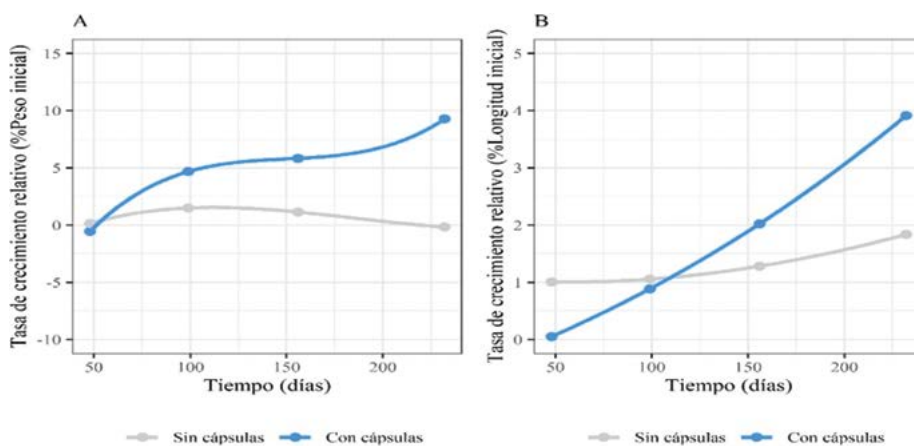 A
Tasa de crecimiento relativo (%Peso inicial)
15
10
5
0
-5
-10
50
100
150
200
Tiempo (días)
Sin cápsulas
Con cápsulas
B
Tasa de crecimiento relativo (%Longitud inicial)
5
4
3
2
1
0
50
100
150
200
Tiempo (días)
Sin cápsulas
Con cápsulas